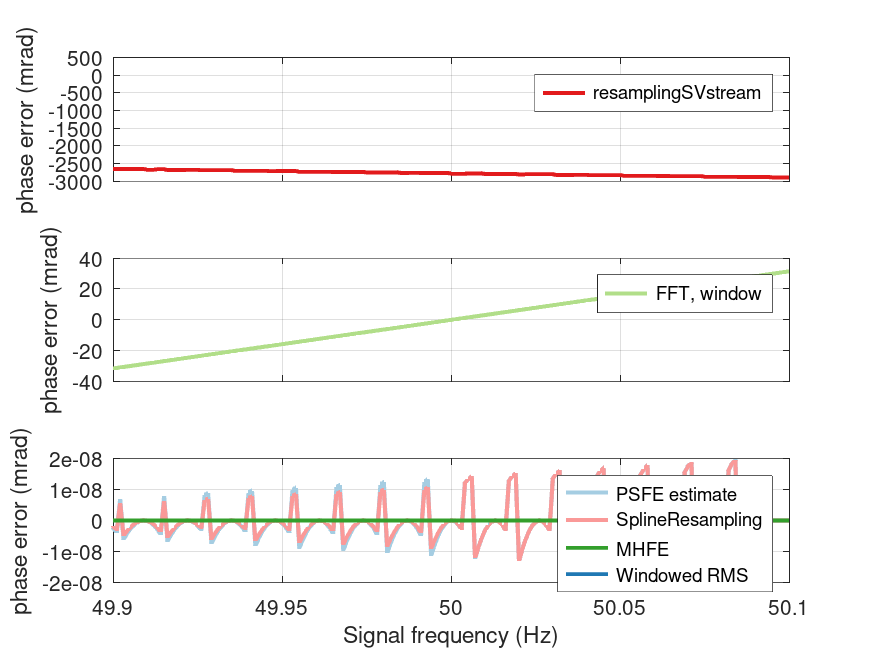 phase error (mrad)
500
0
-500
-1000
-1500
-2000
-2500
-3000
resamplingSVstream
phase error (mrad)
40
20
0
-20
-40
FFT, window
phase error (mrad)
2e-08
1e-08
0
-1e-08
-2e-08
PSFE estimate
SplineResampling
MHFE
Windowed RMS
49.9 49.95 50 50.05 50.1
Signal frequency (Hz)